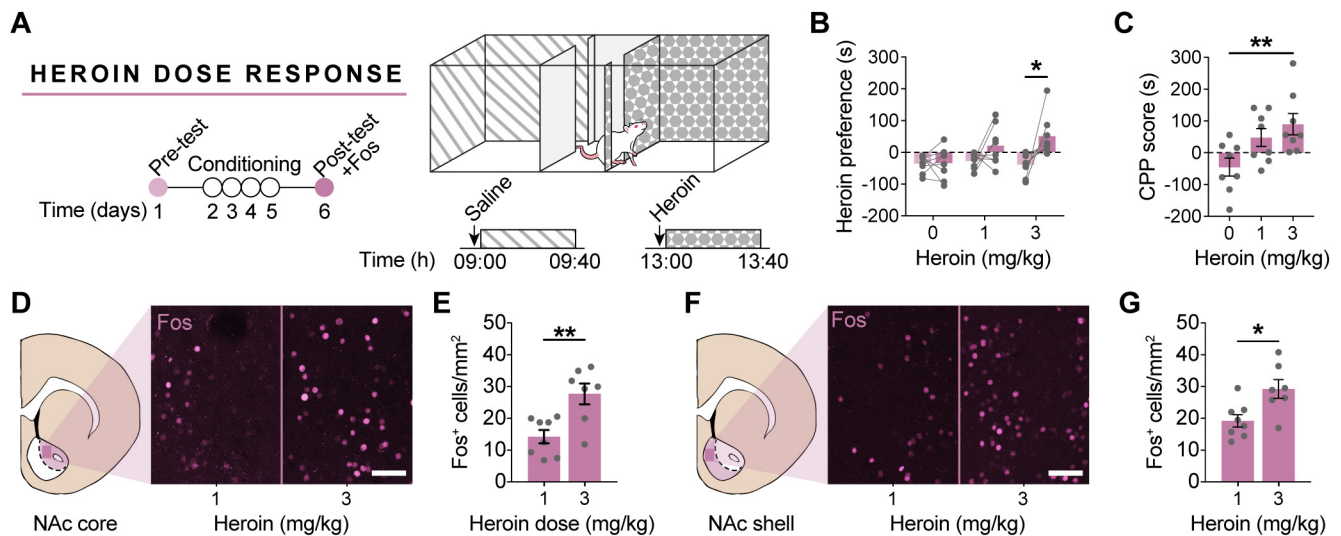 A
HEROIN DOSE RESPONSE
Pre-test
Conditioning
Post-test
+Fos
Time (days) 1 2 3 4 5 6
Saline
Heroin
Time (h) 09:00 09:40 13:00 13:40
B
Heroin preference (s)
300
200
100
0
-100
-200
*
0 1 3
Heroin (mg/kg)
C
CPP score (s)
300
200
100
0
-100
-200
**
0 1 3
Heroin (mg/kg)
D
Fos
1 3
NAc core
Heroin (mg/kg)
E
Fos+ cells/mm²
50
40
30
20
10
0
**
1 3
Heroin dose (mg/kg)
F
Fos
1 3
NAc shell
Heroin (mg/kg)
G
Fos+ cells/mm²
50
40
30
20
10
0
*
1 3
Heroin (mg/kg)